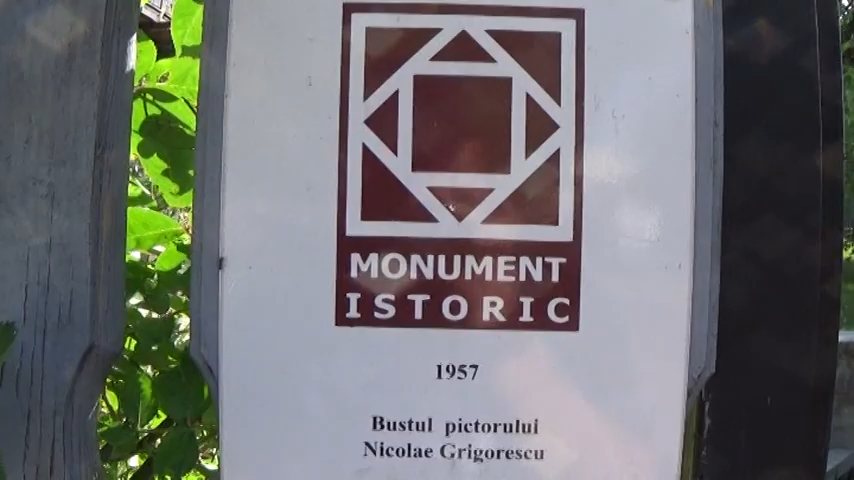 MONUMENT
ISTORIC
1957
Bustul pictorului
Nicolae Grigorescu